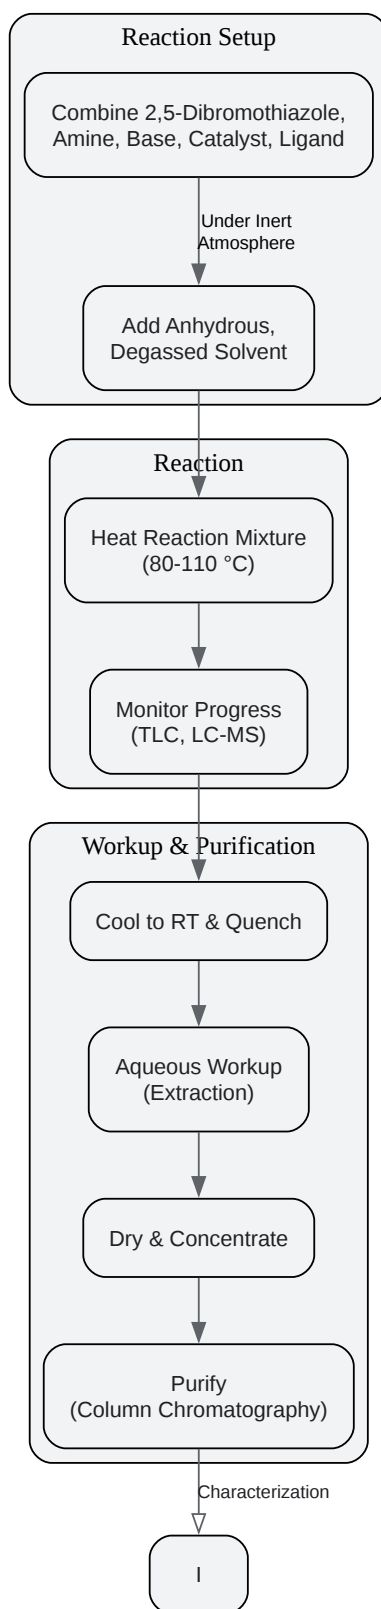 Reaction Setup
Combine 2,5-Dibromothiazole,
Amine, Base, Catalyst, Ligand
Under Inert
Atmosphere
Add Anhydrous,
Degassed Solvent
Reaction
Heat Reaction Mixture
(80-110 °C)
Monitor Progress
(TLC, LC-MS)
Workup & Purification
Cool to RT & Quench
Aqueous Workup
(Extraction)
Dry & Concentrate
Purify
(Column Chromatography)
Characterization
I